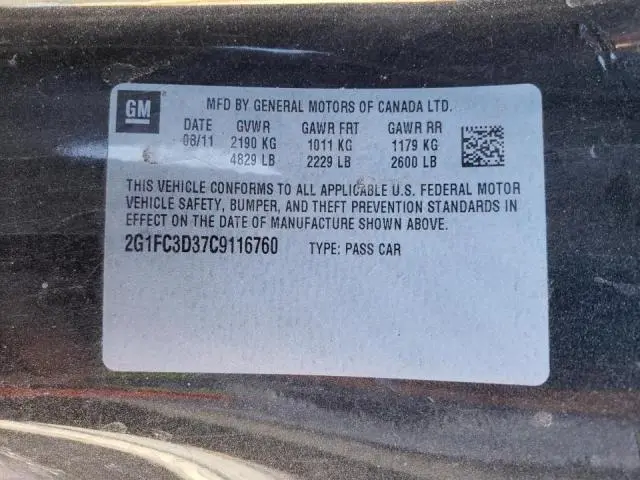 GM
MFD BY GENERAL MOTORS OF CANADA LTD.
DATE GVWR GAWR FRT GAWR RR
08/11 2190 KG 1011 KG 1179 KG
4829 LB 2229 LB 2600 LB
THIS VEHICLE CONFORMS TO ALL APPLICABLE U.S. FEDERAL MOTOR
VEHICLE SAFETY, BUMPER, AND THEFT PREVENTION STANDARDS IN
EFFECT ON THE DATE OF MANUFACTURE SHOWN ABOVE.
2G1FC3D37C9116760 TYPE: PASS CAR